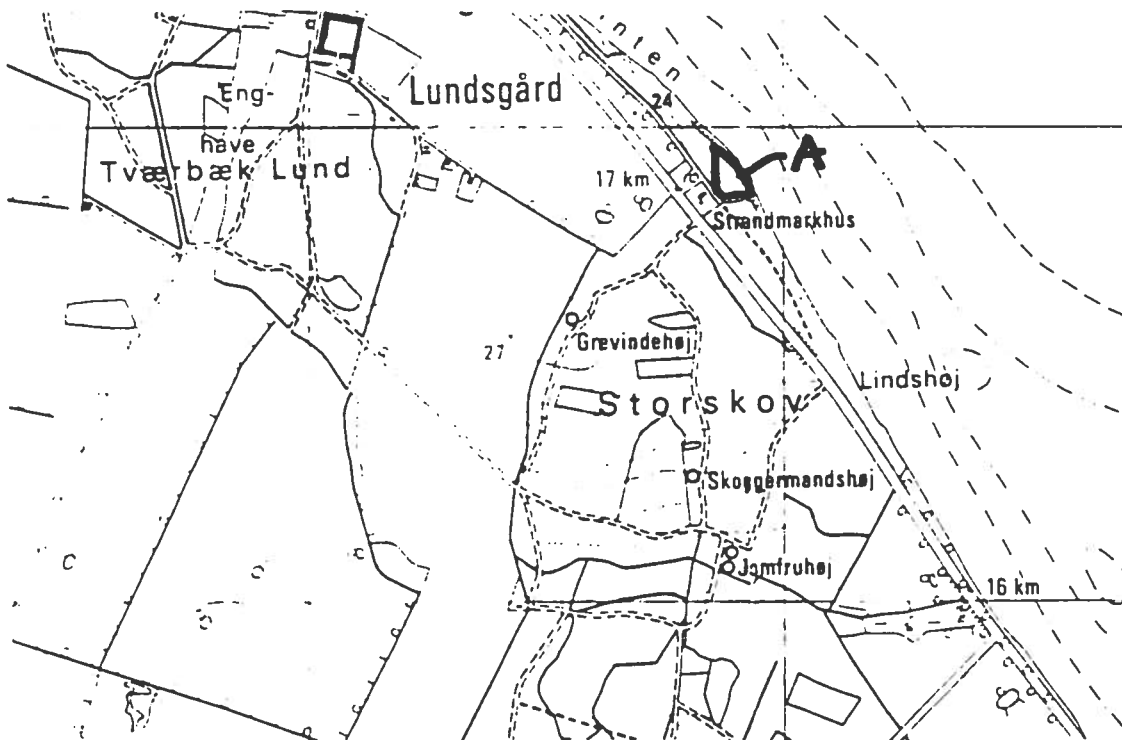 nten
Lundsgård
Eng-
have
24
A
Tværbæk Lund
17 km
Strandmarkhus
Grevindehøj
27
Lindshøj
Storskov
Skoggermandshøj
Jomfruhøj
16 km